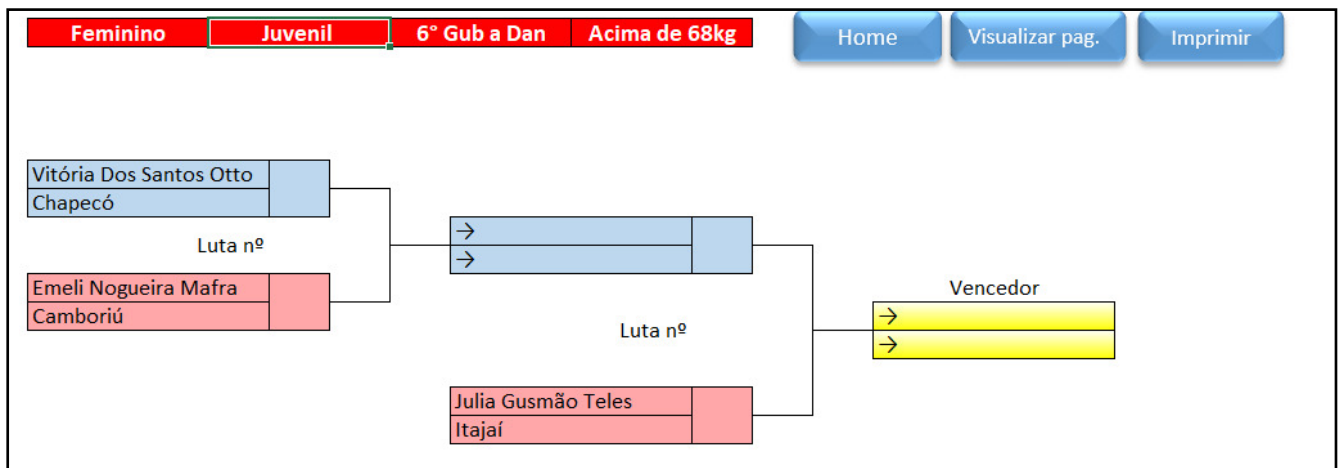 Feminino Juvenil 6° Gub a Dan Acima de 68kg Home Visualizar pag. Imprimir
Vitória Dos Santos Otto
Chapecó
Luta nº
Emeli Nogueira Mafra
Camboriú
→
→
Luta nº
Julia Gusmão Teles
Itajaí
Vencedor
→
→